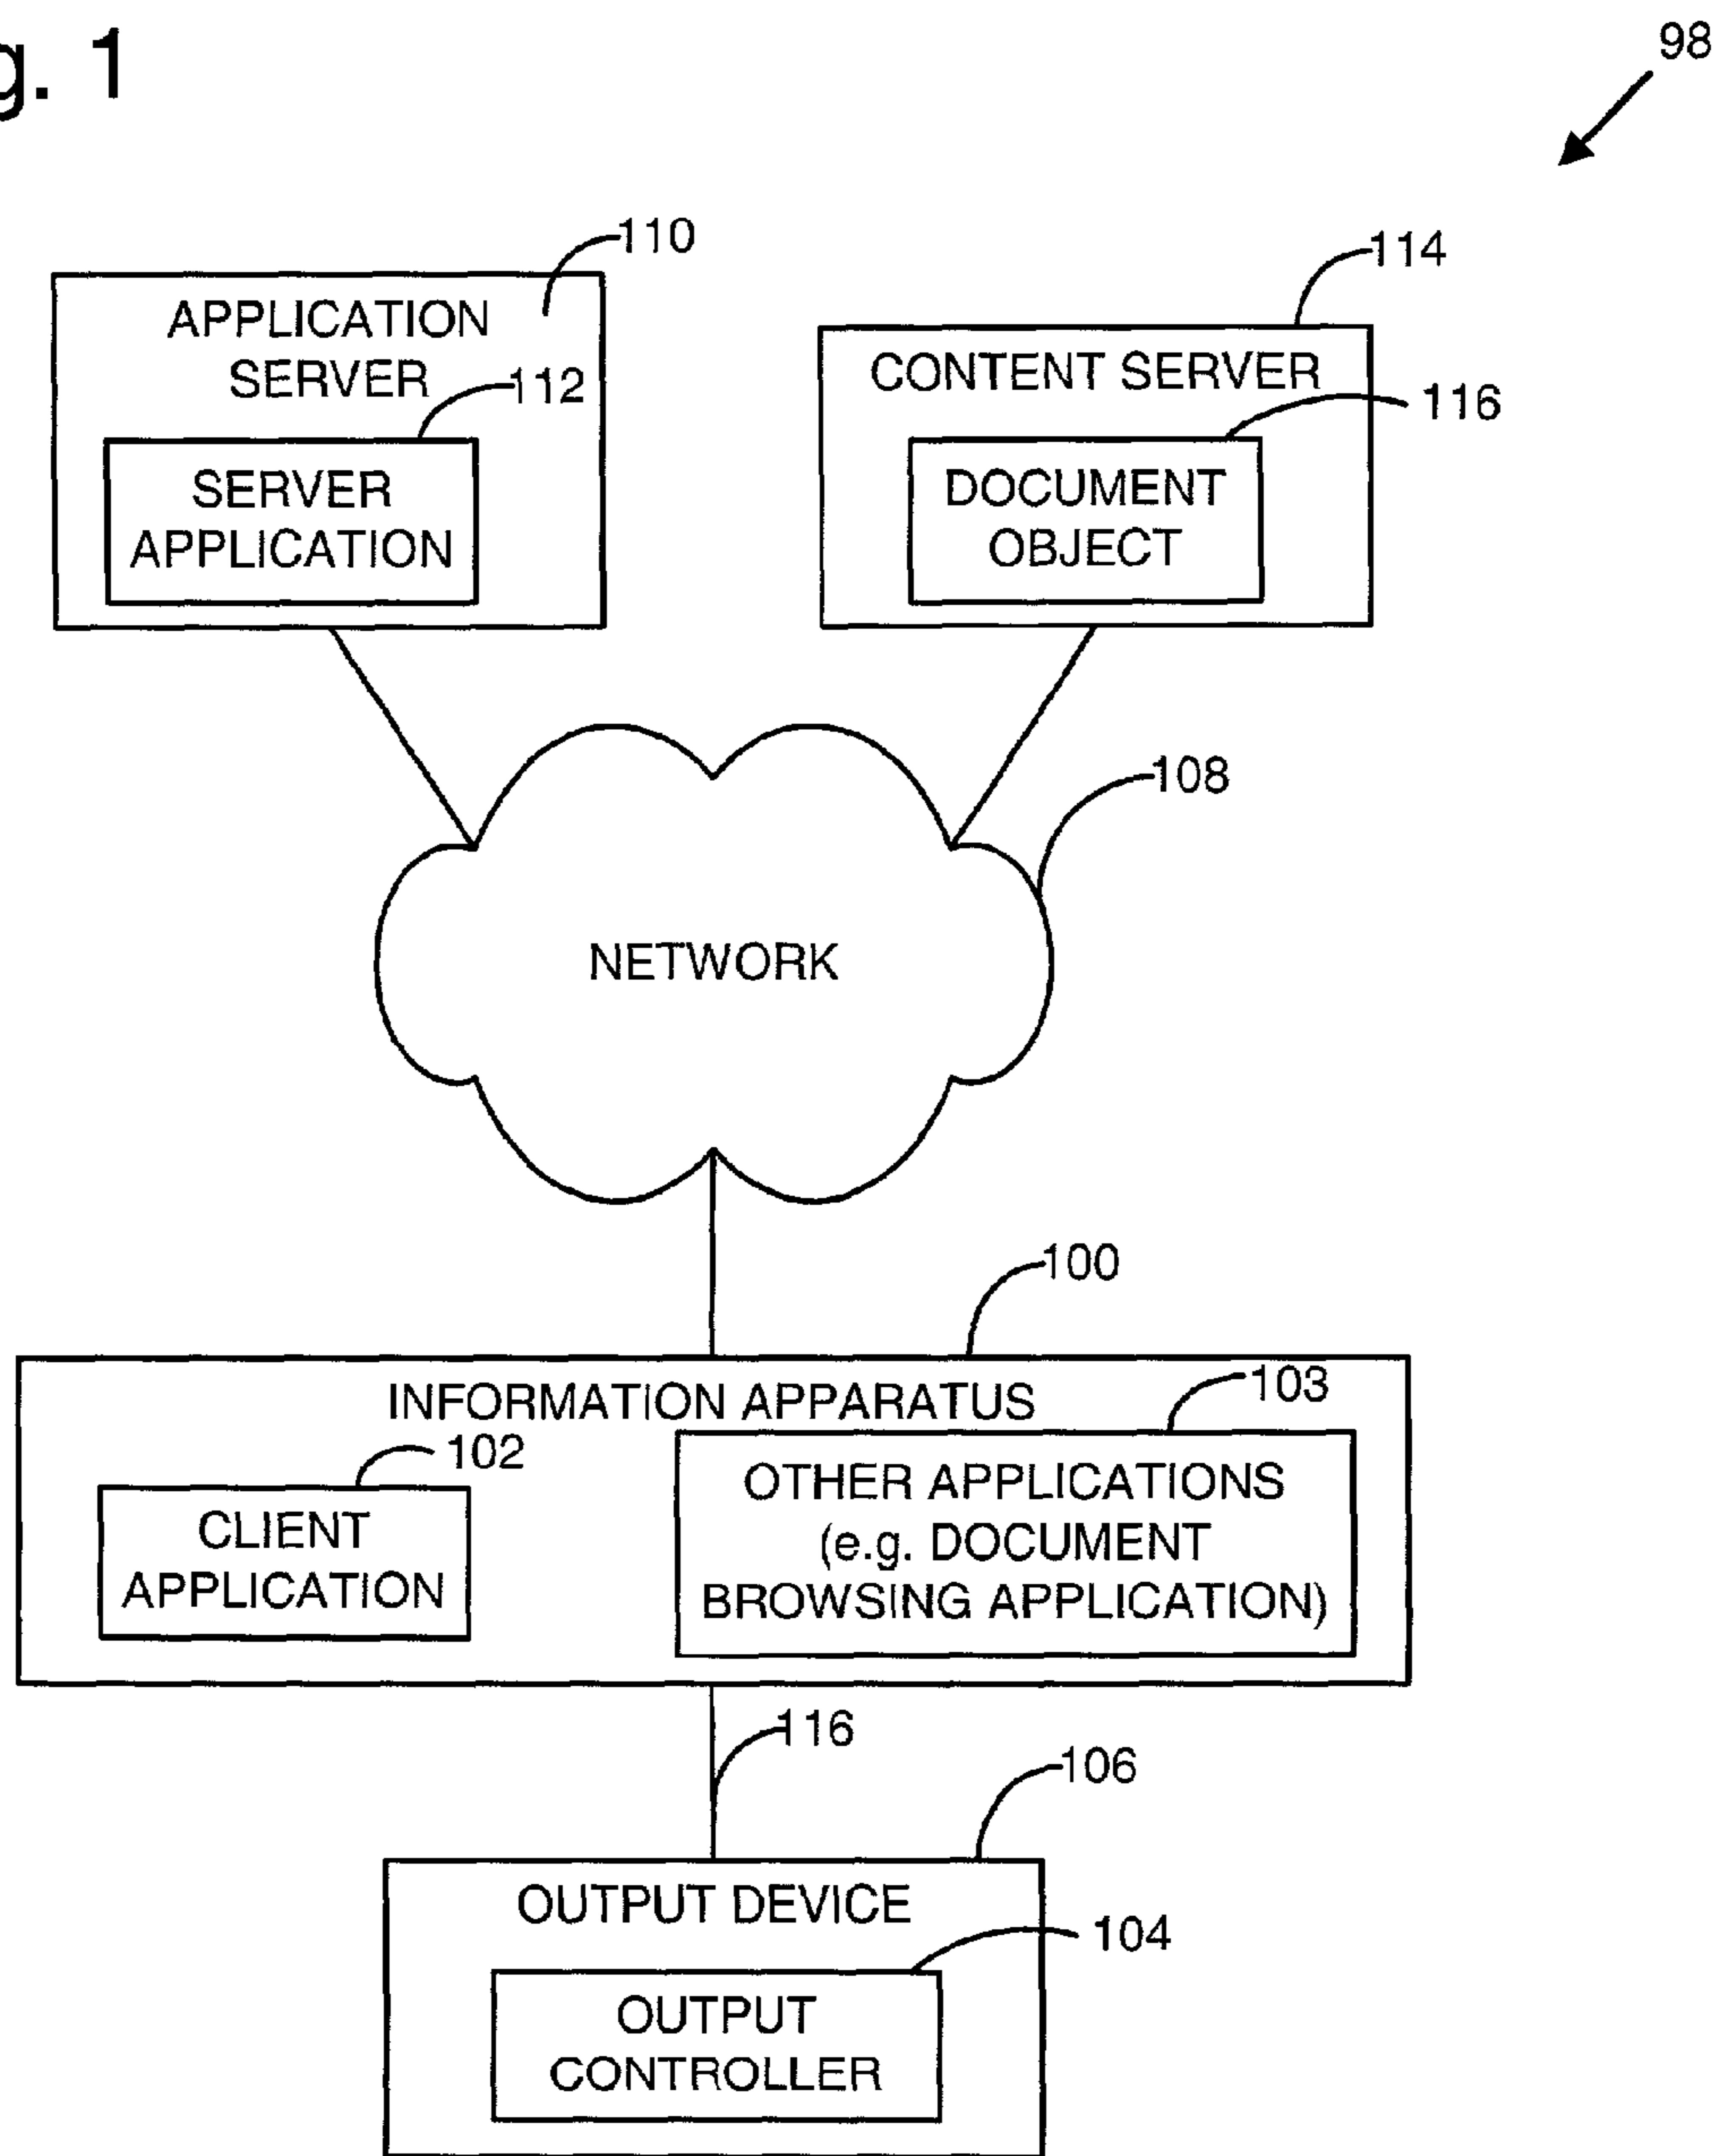 g. 1
98
110
APPLICATION
SERVER
112
SERVER
APPLICATION
114
CONTENT SERVER
116
DOCUMENT
OBJECT
108
NETWORK
100
INFORMATION APPARATUS
102
CLIENT
APPLICATION
103
OTHER APPLICATIONS
(e.g. DOCUMENT
BROWSING APPLICATION)
116
106
OUTPUT DEVICE
104
OUTPUT
CONTROLLER